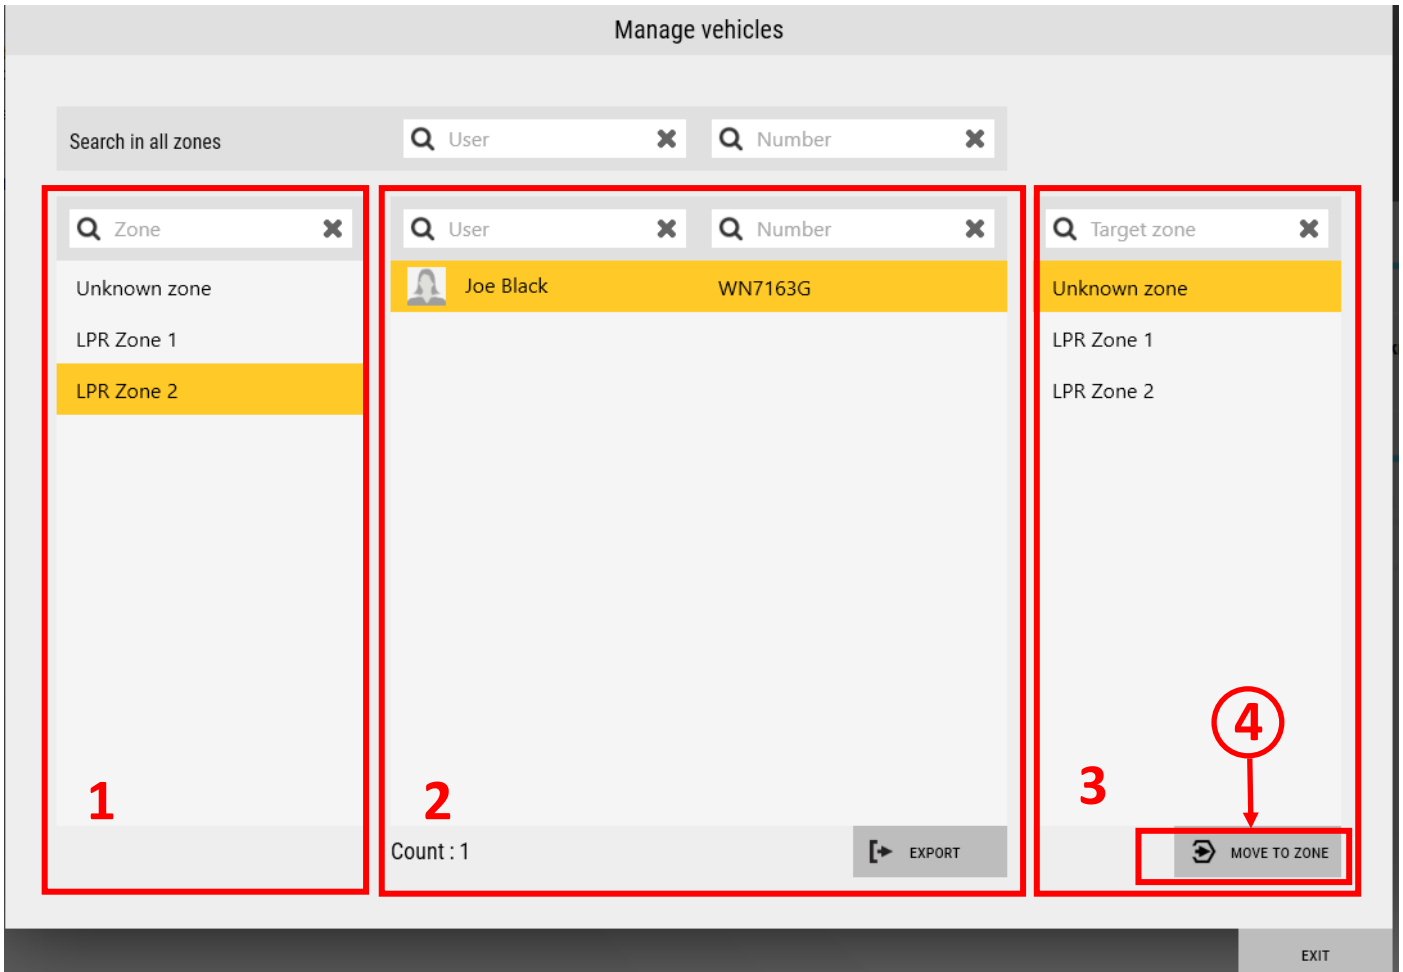 Manage vehicles
Search in all zones User Number
Zone User Number Target zone
Unknown zone Joe Black WN7163G Unknown zone
LPR Zone 1 LPR Zone 1
LPR Zone 2 LPR Zone 2
4
1 2 3
Count : 1 EXPORT MOVE TO ZONE
EXIT